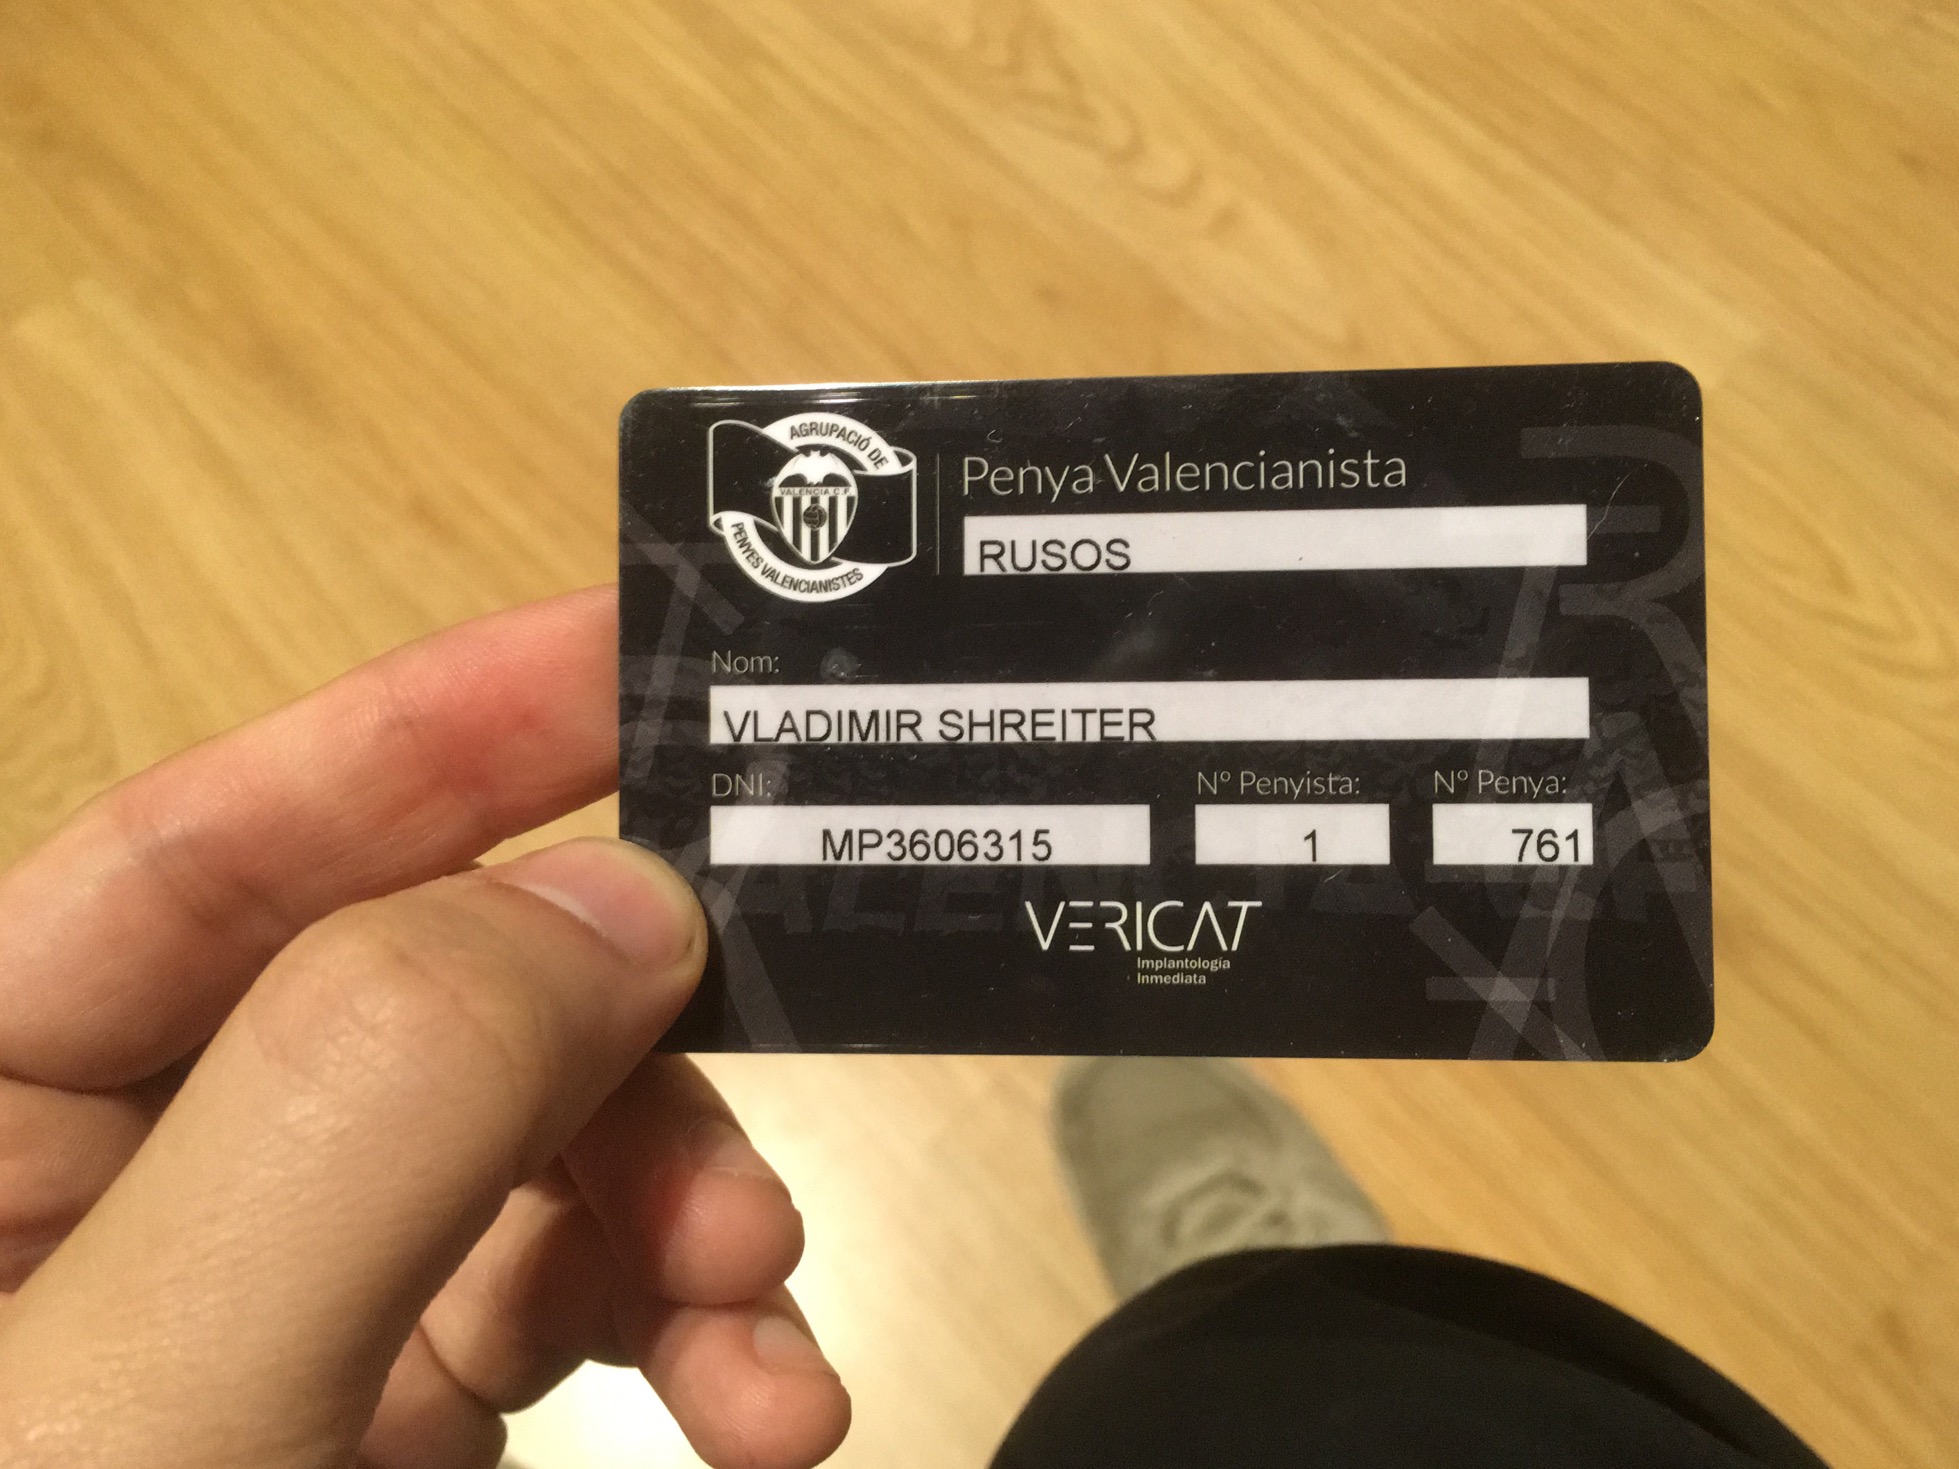 AGRUPACIÓ DE
VALENCIA C.F.
PENYES VALENCIANISTES
Penya Valencianista
RUSOS
Nom:
VLADIMIR SHREITER
DNI:
Nº Penyista:
Nº Penya:
MP3606315
1
761
VERICAT
Implantología
Inmediata